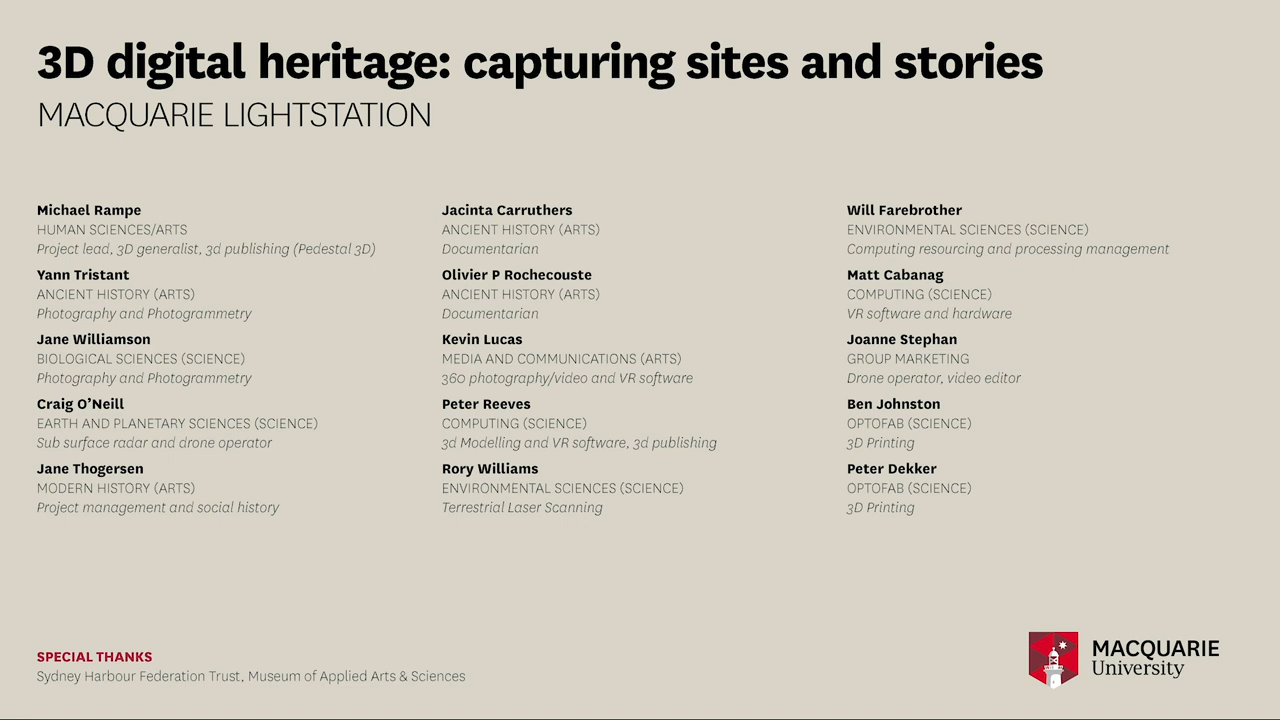 3D digital heritage: capturing sites and stories
MACQUARIE LIGHTSTATION
Michael Rampe
HUMAN SCIENCES/ARTS
Project lead, 3D generalist, 3d publishing (Pedestal 3D)
Yann Tristant
ANCIENT HISTORY (ARTS)
Photography and Photogrammetry
Jane Williamson
BIOLOGICAL SCIENCES (SCIENCE)
Photography and Photogrammetry
Craig O’Neill
EARTH AND PLANETARY SCIENCES (SCIENCE)
Sub surface radar and drone operator
Jane Thogersen
MODERN HISTORY (ARTS)
Project management and social history
Jacinta Carruthers
ANCIENT HISTORY (ARTS)
Documentarian
Olivier P Rochecouste
ANCIENT HISTORY (ARTS)
Documentarian
Kevin Lucas
MEDIA AND COMMUNICATIONS (ARTS)
360 photography/video and VR software
Peter Reeves
COMPUTING (SCIENCE)
3d Modelling and VR software, 3d publishing
Rory Williams
ENVIRONMENTAL SCIENCES (SCIENCE)
Terrestrial Laser Scanning
Will Farebrother
ENVIRONMENTAL SCIENCES (SCIENCE)
Computing resourcing and processing management
Matt Cabanag
COMPUTING (SCIENCE)
VR software and hardware
Joanne Stephan
GROUP MARKETING
Drone operator, video editor
Ben Johnston
OPTOFAB (SCIENCE)
3D Printing
Peter Dekker
OPTOFAB (SCIENCE)
3D Printing
SPECIAL THANKS
Sydney Harbour Federation Trust, Museum of Applied Arts & Sciences
MACQUARIE
University